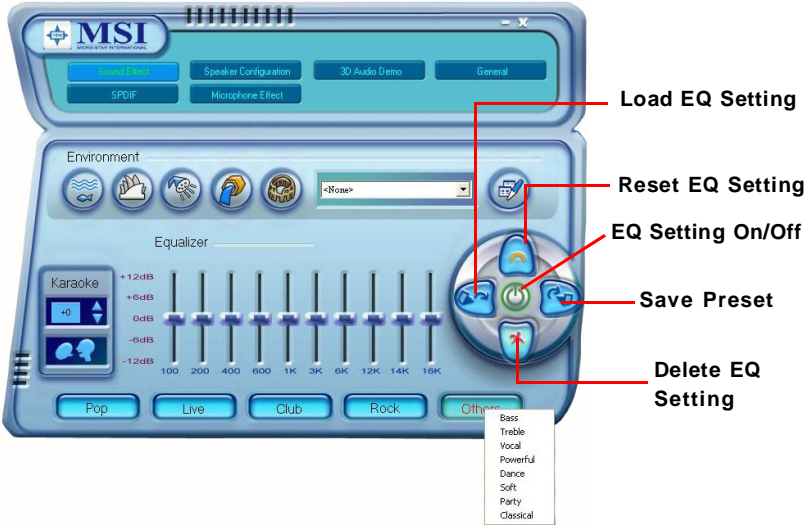 MSI
MICRO-STAR INTERNATIONAL
Sound Effect
Speaker Configuration
3D Audio Demo
General
SPDIF
Microphone Effect
Load EQ Setting
Environment
<None>
Reset EQ Setting
EQ Setting On/Off
Equalizer
Karaoke
+0
+12dB
+6dB
0dB
-6dB
-12dB
100 200 400 600 1K 3K 6K 12K 14K 16K
Save Preset
Delete EQ
Setting
Pop
Live
Club
Rock
Others
Bass
Treble
Vocal
Powerful
Dance
Soft
Party
Classical